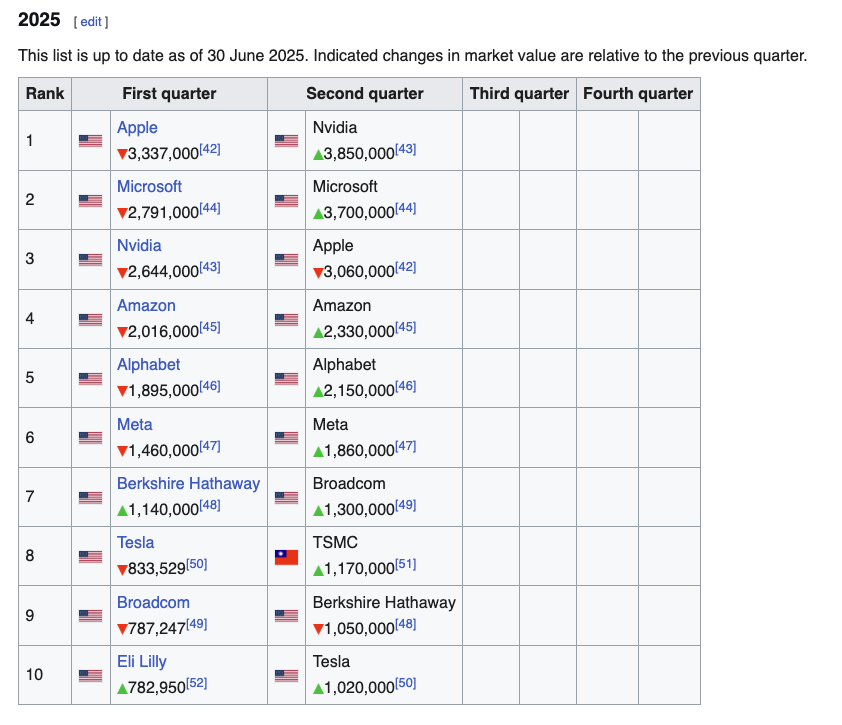 2025 [ edit ]
This list is up to date as of 30 June 2025. Indicated changes in market value are relative to the previous quarter.
Rank First quarter Second quarter Third quarter Fourth quarter
1 Apple Nvidia
▼3,337,000[42] ▲3,850,000[43]
2 Microsoft Microsoft
▼2,791,000[44] ▲3,700,000[44]
3 Nvidia Apple
▼2,644,000[43] ▼3,060,000[42]
4 Amazon Amazon
▼2,016,000[45] ▲2,330,000[45]
5 Alphabet Alphabet
▼1,895,000[46] ▲2,150,000[46]
6 Meta Meta
▼1,460,000[47] ▲1,860,000[47]
7 Berkshire Hathaway Broadcom
▲1,140,000[48] ▲1,300,000[49]
8 Tesla TSMC
▼833,529[50] ▲1,170,000[51]
9 Broadcom Berkshire Hathaway
▼787,247[49] ▼1,050,000[48]
10 Eli Lilly Tesla
▲782,950[52] ▲1,020,000[50]